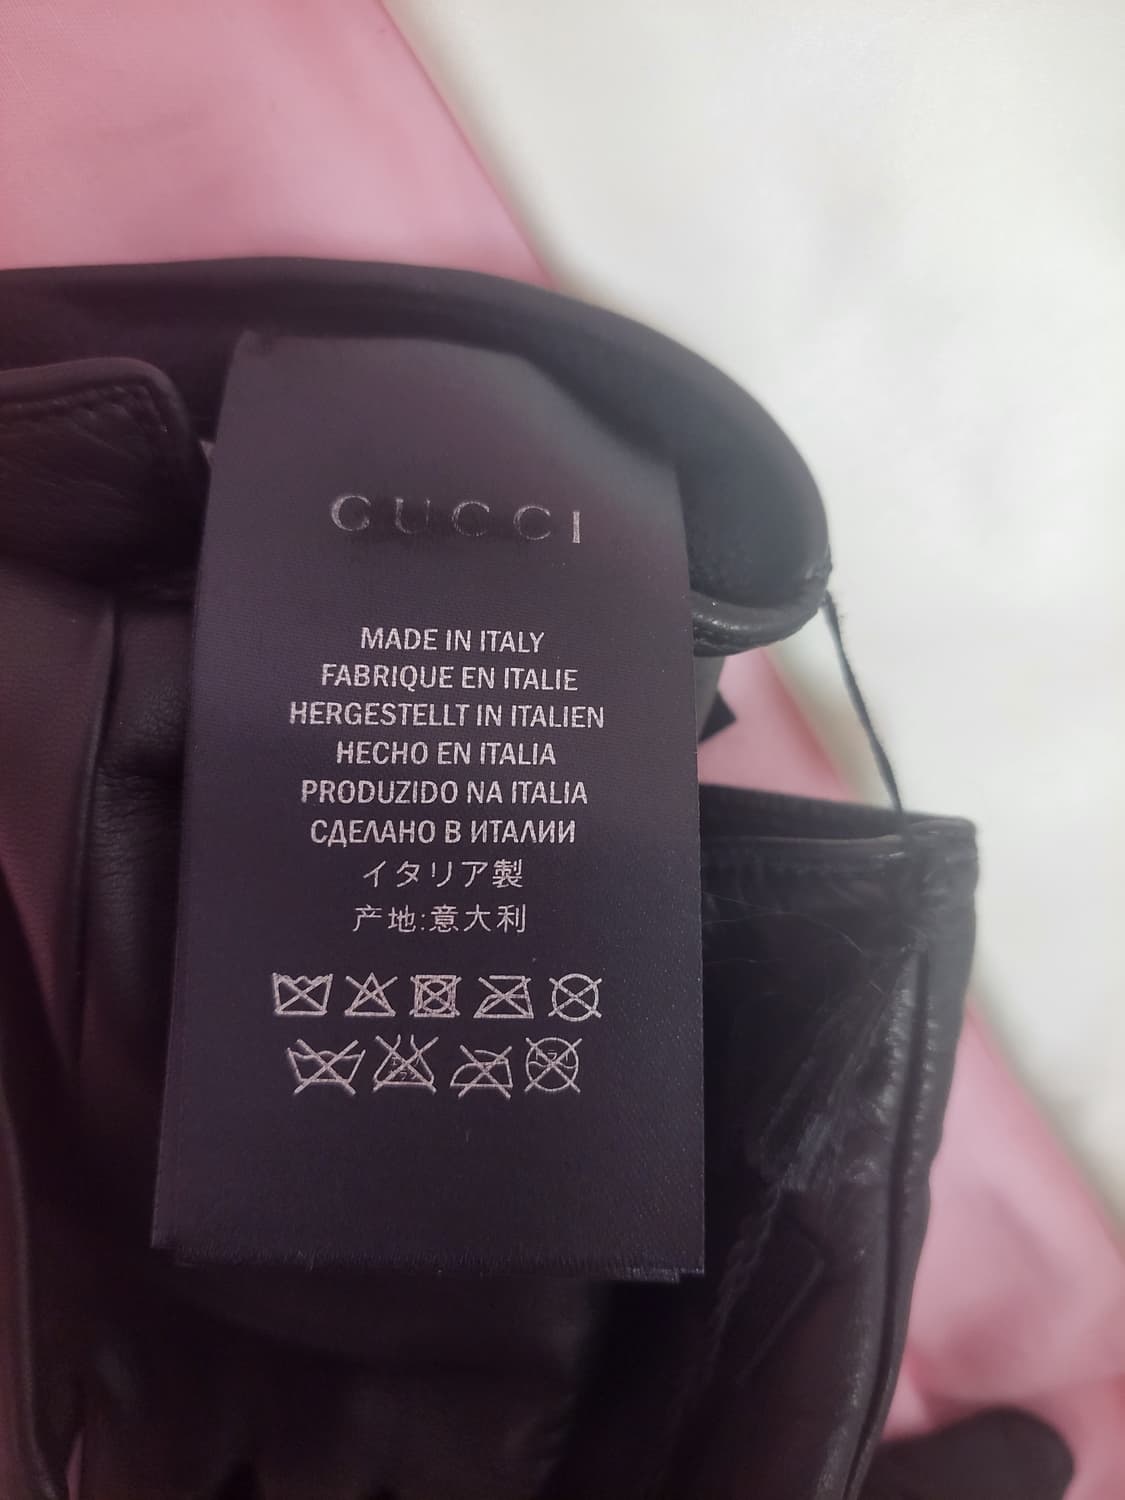 GUCCI
MADE IN ITALY
FABRIQUE EN ITALIE
HERGESTELLT IN ITALIEN
HECHO EN ITALIA
PRODUZIDO NA ITALIA
СДЕЛАНО В ИТАЛИИ
イタリア製
产地:意大利